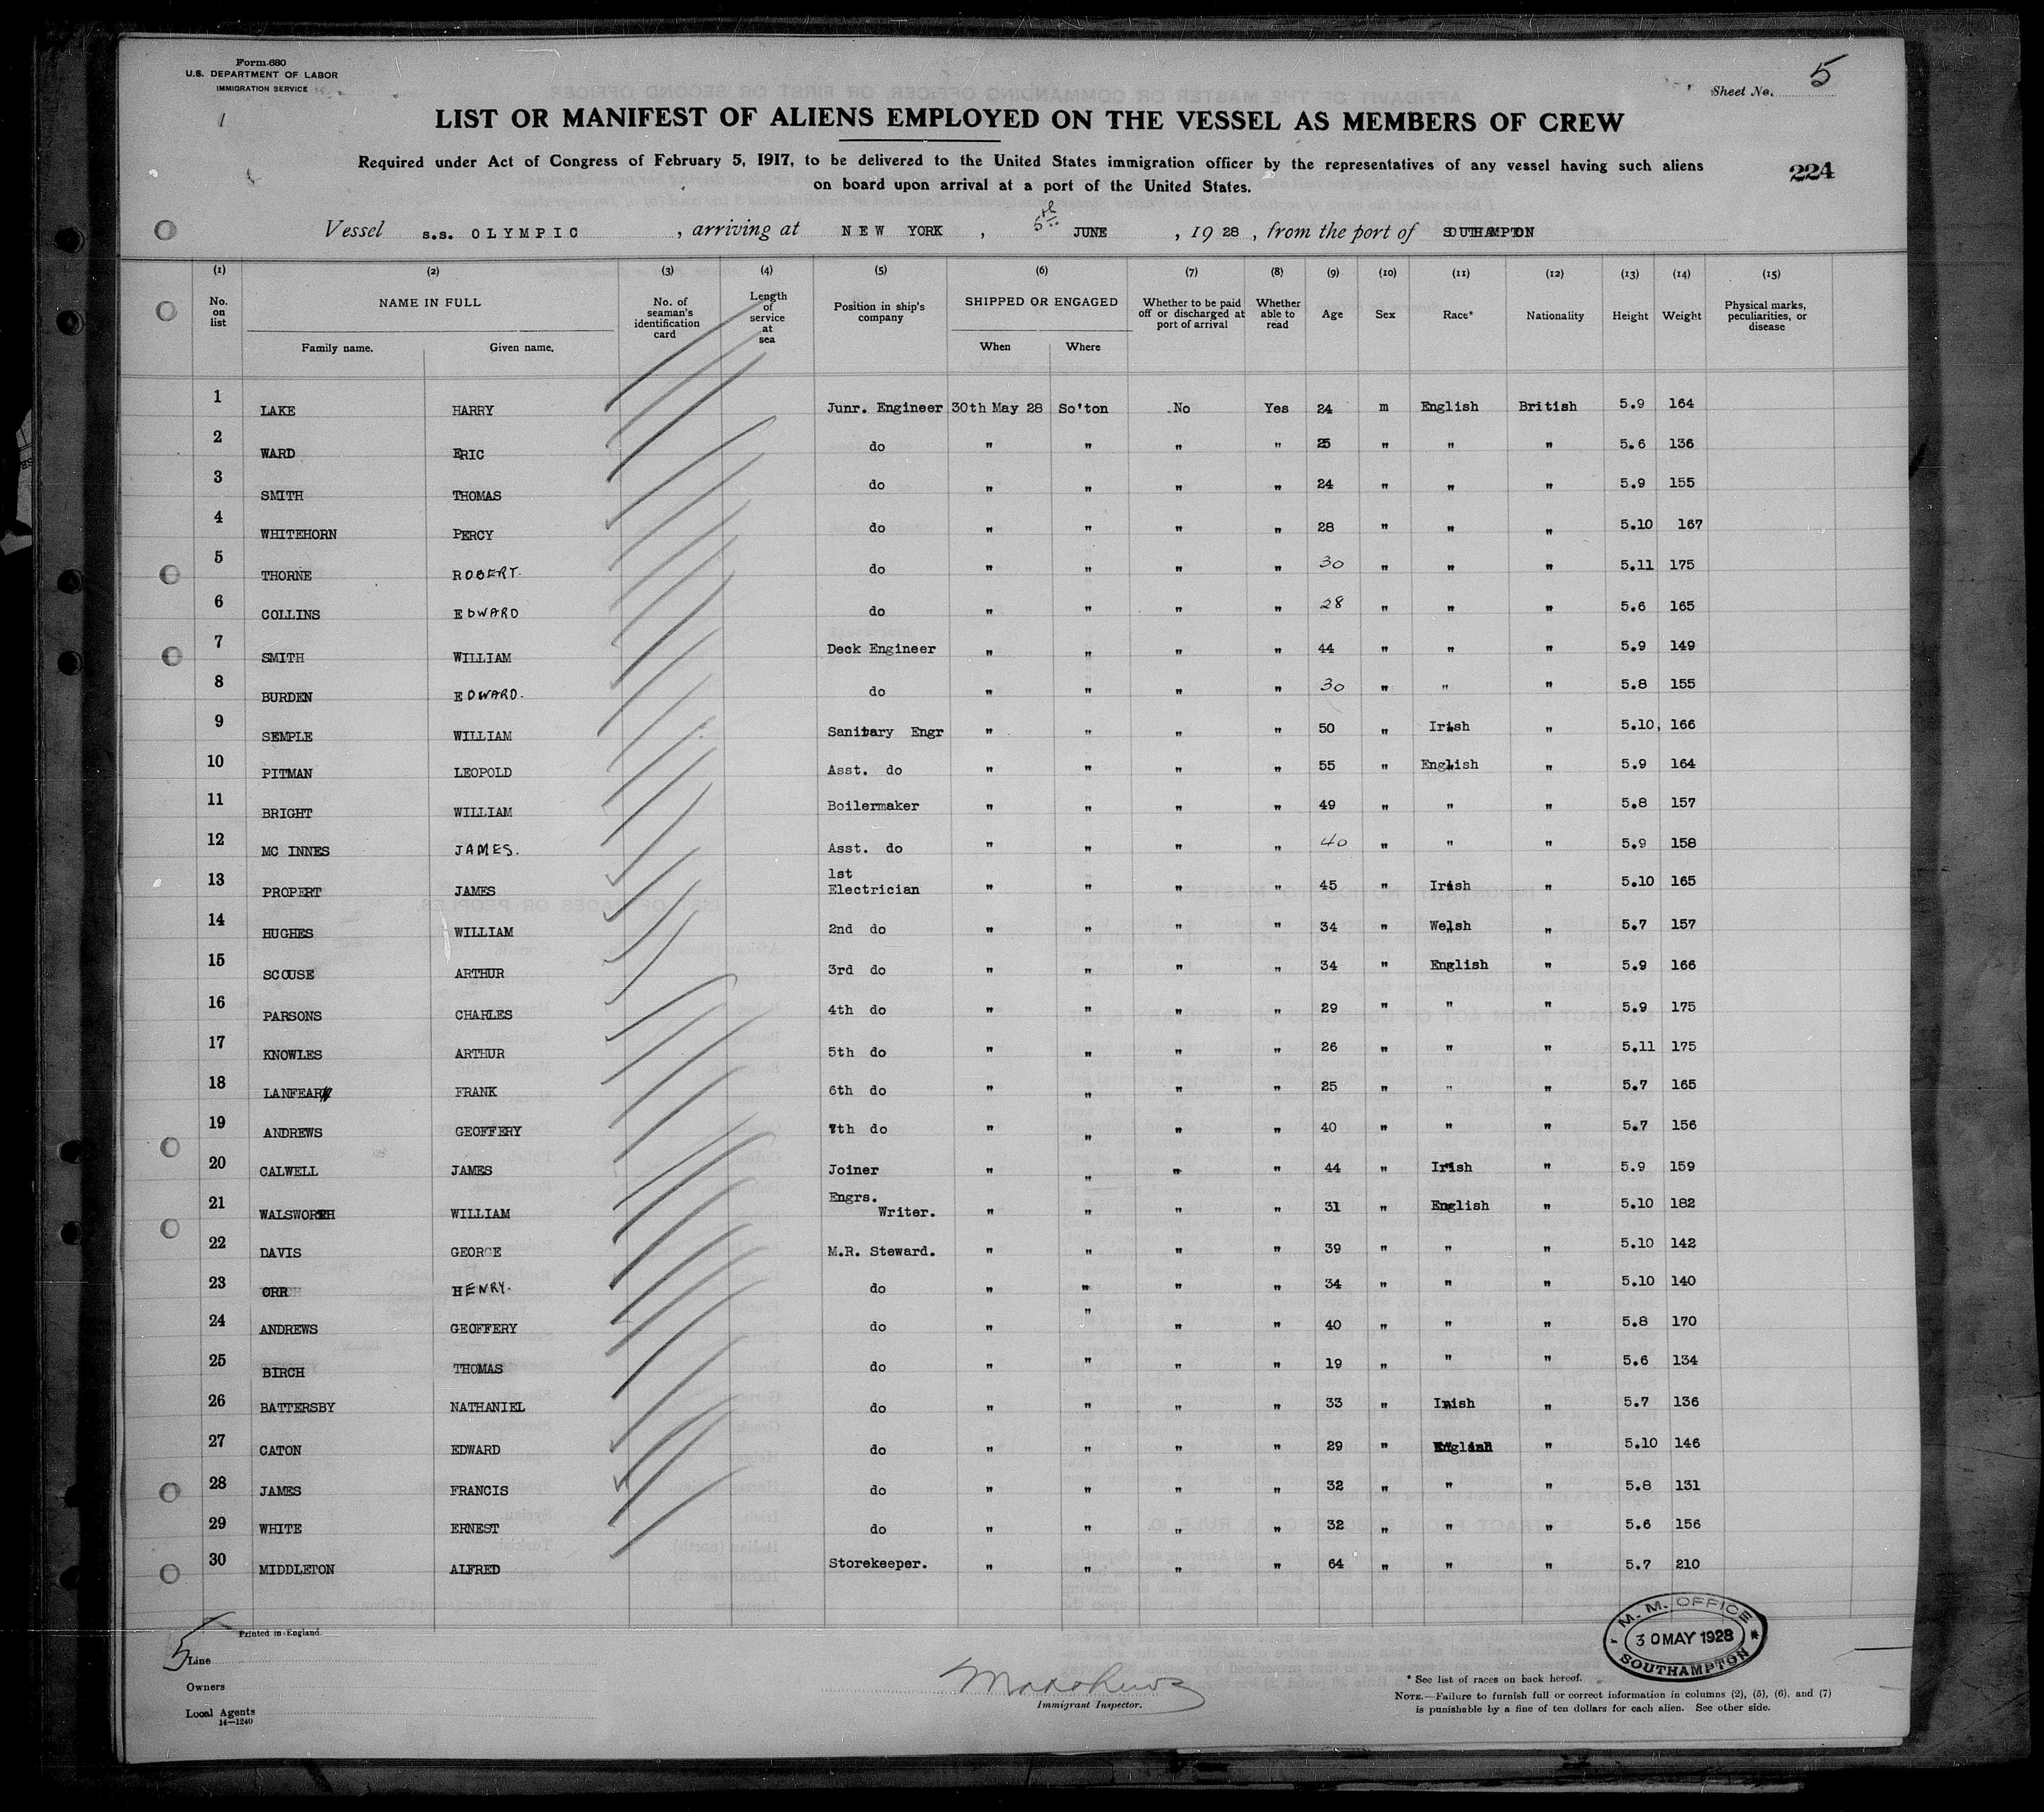 Form 680
U.S. DEPARTMENT OF LABOR
IMMIGRATION SERVICE
Sheet No. 5
LIST OR MANIFEST OF ALIENS EMPLOYED ON THE VESSEL AS MEMBERS OF CREW
Required under Act of Congress of February 5, 1917, to be delivered to the United States immigration officer by the representatives of any vessel having such aliens
on board upon arrival at a port of the United States.
224
Vessel s.s. OLYMPIC, arriving at NEW YORK, 5th JUNE, 1928, from the port of SOUTHAMPTON
(1) (2) (3) (4) (5) (6) (7) (8) (9) (10) (11) (12) (13) (14) (15)
No. on list NAME IN FULL Family name. Given name. No. of seaman's identification card Length of service at sea Position in ship's company SHIPPED OR ENGAGED When Where Whether to be paid off or discharged at port of arrival Whether able to read Age Sex Race* Nationality Height Weight Physical marks, peculiarities, or disease
1 LAKE HARRY Junr. Engineer 30th May 28 So'ton No Yes 24 m English British 5.9 164
2 WARD ERIC do " " " " 25 " " " 5.6 136
3 SMITH THOMAS do " " " " 24 " " " 5.9 155
4 WHITEHORN PERCY do " " " " 28 " " " 5.10 167
5 THORNE ROBERT. do " " " " 30 " " " 5.11 175
6 COLLINS EDWARD do " " " " 28 " " " 5.6 165
7 SMITH WILLIAM Deck Engineer " " " " 44 " " " 5.9 149
8 BURDEN EDWARD. do " " " " 30 " " " 5.8 155
9 SEMPLE WILLIAM Sanitary Engr " " " " 50 " Irish " 5.10, 166
10 PITMAN LEOPOLD Asst. do " " " " 55 " English " 5.9 164
11 BRIGHT WILLIAM Boilermaker " " " " 49 " " " 5.8 157
12 MC INNES JAMES. Asst. do " " " " 40 " " " 5.9 158
13 PROPERT JAMES 1st Electrician " " " " 45 " Irish " 5.10 165
14 HUGHES WILLIAM 2nd do " " " " 34 " Welsh " 5.7 157
15 SCOUSE ARTHUR 3rd do " " " " 34 " English " 5.9 166
16 PARSONS CHARLES 4th do " " " " 29 " " " 5.9 175
17 KNOWLES ARTHUR 5th do " " " " 26 " " " 5.11 175
18 LANFEAR FRANK 6th do " " " " 25 " " " 5.7 165
19 ANDREWS GEOFFERY 7th do " " " " 40 " " " 5.7 156
20 CALWELL JAMES Joiner " " " " 44 " Irish " 5.9 159
21 WALSWORTH WILLIAM Engrs. Writer. " " " " 31 " English " 5.10 182
22 DAVIS GEORGE M.R. Steward. " " " " 39 " " " 5.10 142
23 ORR HENRY. do " " " " 34 " " " 5.10 140
24 ANDREWS GEOFFERY do " " " " 40 " " " 5.8 170
25 BIRCH THOMAS do " " " " 19 " " " 5.6 134
26 BATTERSBY NATHANIEL do " " " " 33 " Irish " 5.7 136
27 CATON EDWARD do " " " " 29 " English " 5.10 146
28 JAMES FRANCIS do " " " " 32 " " " 5.8 131
29 WHITE ERNEST do " " " " 32 " " " 5.6 156
30 MIDDLETON ALFRED Storekeeper. " " " " 64 " " " 5.7 210
Printed in England
5
Line
Owners
Local Agents
14—1240
Immigrant Inspector.
M. M. OFFICE
30 MAY 1928
SOUTHAMPTON
* See list of races on back hereof.
NOTE.—Failure to furnish full or correct information in columns (2), (5), (6), and (7)
is punishable by a fine of ten dollars for each alien. See other side.